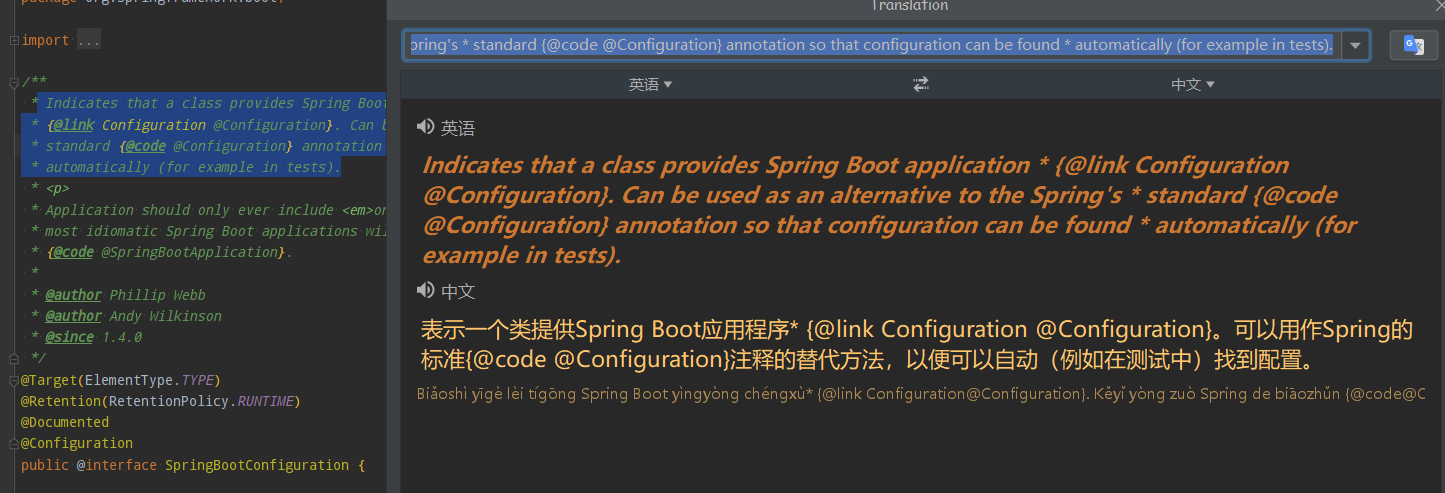 package org.springframework.boot;
import ...
/**
* Indicates that a class provides Spring Boot
* {@link Configuration @Configuration}. Can b
* standard {@code @Configuration} annotation
* automatically (for example in tests).
* <p>
* Application should only ever include <em>on
* most idiomatic Spring Boot applications wil
* {@code @SpringBootApplication}.
*
* @author Phillip Webb
* @author Andy Wilkinson
* @since 1.4.0
*/
@Target(ElementType.TYPE)
@Retention(RetentionPolicy.RUNTIME)
@Documented
@Configuration
public @interface SpringBootConfiguration {
Translation
pring's * standard {@code @Configuration} annotation so that configuration can be found * automatically (for example in tests).
英语 中文
英语
Indicates that a class provides Spring Boot application * {@link Configuration
@Configuration}. Can be used as an alternative to the Spring's * standard {@code
@Configuration} annotation so that configuration can be found * automatically (for
example in tests).
中文
表示一个类提供Spring Boot应用程序* {@link Configuration @Configuration}。可以用作Spring的
标准{@code @Configuration}注释的替代方法，以便可以自动（例如在测试中）找到配置。
Biǎoshì yīgè lèi tígōng Spring Boot yìngyòng chéngxù* {@link Configuration@Configuration}. Kěyǐ yòng zuò Spring de biāozhǔn {@code@C